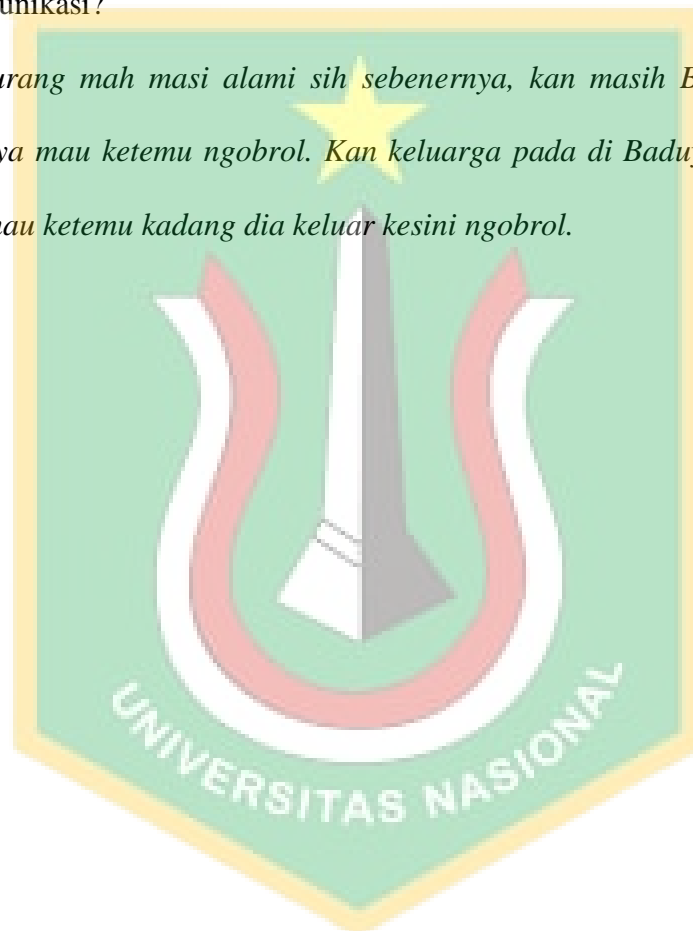 unikasi?
urang mah masi alami sih sebenernya, kan masih B
ya mau ketemu ngobrol. Kan keluarga pada di Baduy
au ketemu kadang dia keluar kesini ngobrol.
UNIVERSITAS NASIONAL